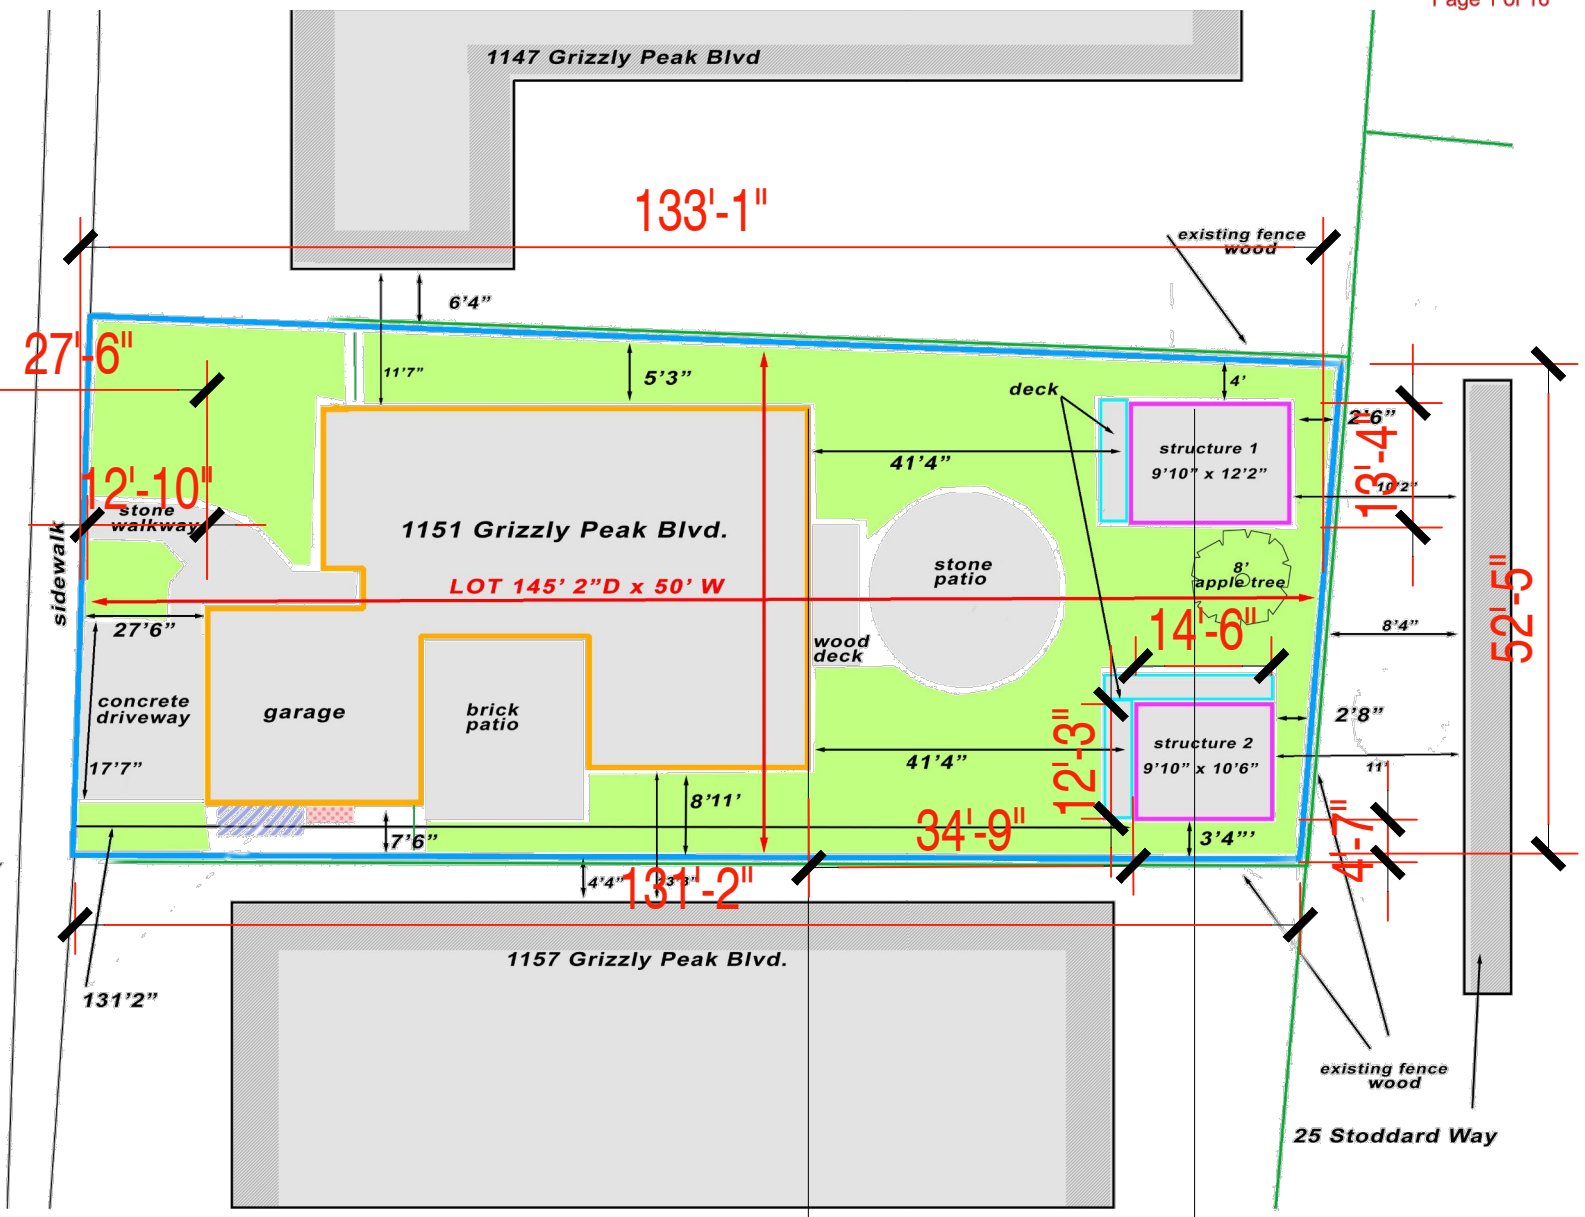 Page 1 of 16
1147 Grizzly Peak Blvd
133'-1"
existing fence
wood
6’4”
27'-6"
11’7”
5’3”
4’
deck
2’6”
13'-4"
structure 1
9’10” x 12’2”
41’4”
10’2”
12'-10"
stone
walkway
sidewalk
1151 Grizzly Peak Blvd.
stone
patio
8’
apple tree
LOT 145’ 2”D x 50’ W
52'-5"
27’6”
14'-6"
8’4”
wood
deck
concrete
driveway
garage
brick
patio
12'-3"
2’8”
structure 2
9’10” x 10’6”
41’4”
11’
17’7”
8’11’
34'-9"
4'-7"
7’6”
3’4”’
4’4”
131'-2"
1157 Grizzly Peak Blvd.
131’2”
existing fence
wood
25 Stoddard Way